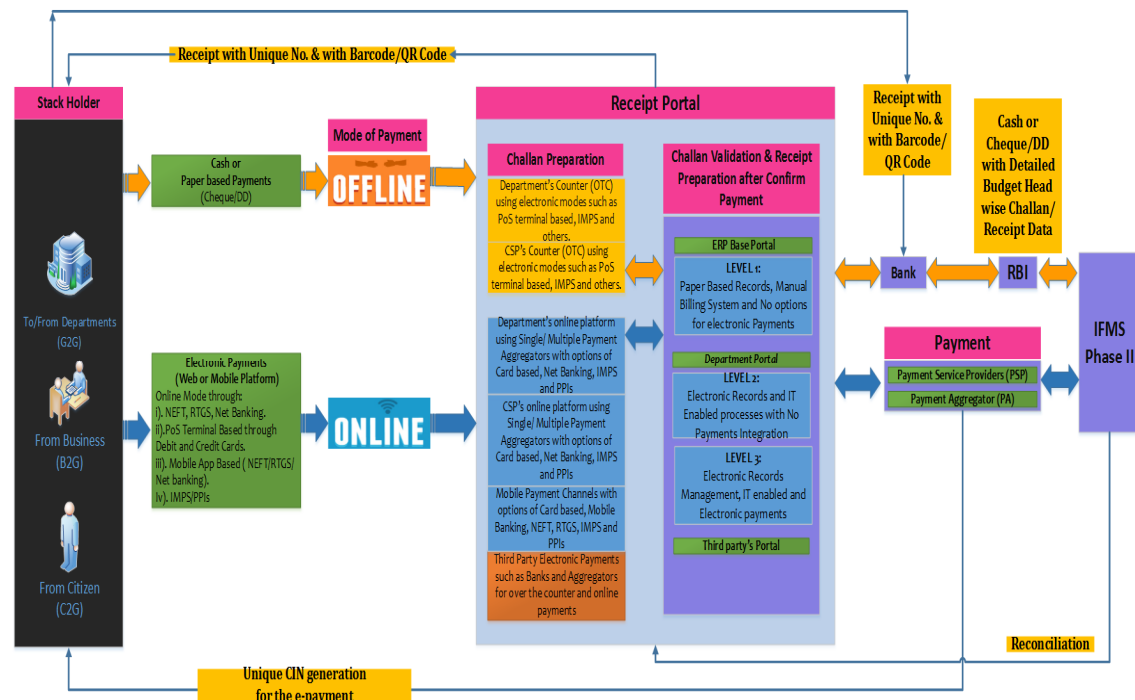 Receipt with Unique No. & with Barcode/QR Code
Stack Holder
To/From Departments
(G2G)
From Business
(B2G)
From Citizen
(C2G)
Cash or
Paper based Payments
(Cheque/DD)
Electronic Payments
(Web or Mobile Platform)
Online Mode through:
i). NEFT, RTGS, Net Banking.
ii).PoS Terminal Based through
Debit and Credit Cards.
iii). Mobile App Based ( NEFT/RTGS/
Net banking).
Iv). IMPS/PPIs
Mode of Payment
OFFLINE
ONLINE
Receipt Portal
Challan Preparation
Department's Counter (OTC)
using electronic modes such as
PoS terminal based, IMPS and
others.
CSP's Counter (OTC) using
electronic modes such as PoS
terminal based, IMPS and others.
Department's online platform
using Single/ Multiple Payment
Aggregators with options of
Card based, Net Banking, IMPS
and PPIs
CSP's online platform using
Single/ Multiple Payment
Aggregators with options of
Card based, Net Banking, IMPS
and PPIs
Mobile Payment Channels with
options of Card based, Mobile
Banking, NEFT, RTGS, IMPS and
PPIs
Third Party Electronic Payments
such as Banks and Aggregators
for over the counter and online
payments
Challan Validation & Receipt
Preparation after Confirm
Payment
ERP Base Portal
LEVEL 1:
Paper Based Records, Manual
Billing System and No options
for electronic Payments
Department Portal
LEVEL 2:
Electronic Records and IT
Enabled processes with No
Payments Integration
LEVEL 3:
Electronic Records
Management, IT enabled and
Electronic payments
Third party's Portal
Receipt with
Unique No. &
with Barcode/
QR Code
Cash or
Cheque/DD
with Detailed
Budget Head
wise Challan/
Receipt Data
Bank
RBI
IFMS
Phase II
Payment
Payment Service Providers (PSP)
Payment Aggregator (PA)
Reconciliation
Unique CIN generation
for the e-payment